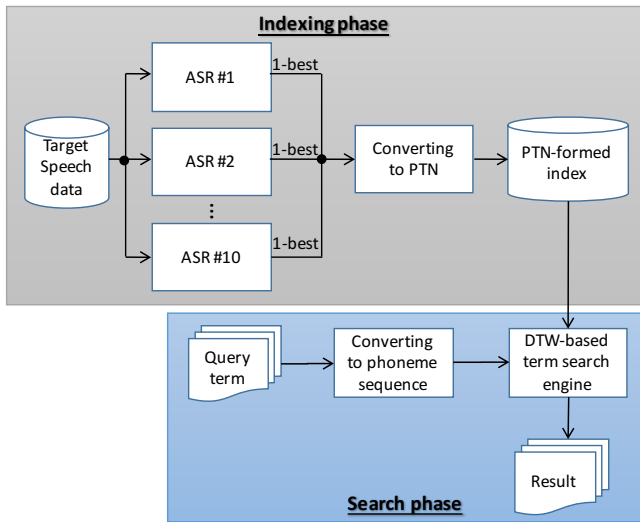 Indexing phase
ASR #1
1-best
Target
Speech
data
ASR #2
1-best
Converting
to PTN
PTN-formed
index
...
ASR #10
1-best
Query
term
Converting
to phoneme
sequence
DTW-based
term search
engine
Result
Search phase